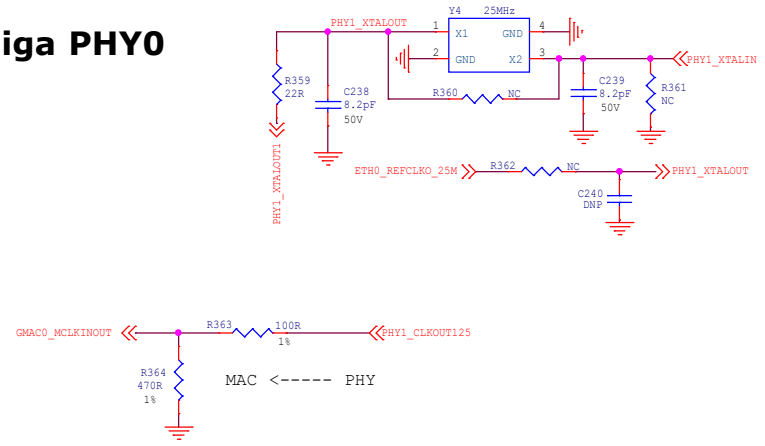 iga PHY0
Y4 25MHz
PHY1_XTALOUT
1 X1 GND 4
2 GND X2 3
PHY1_XTALIN
R359
22R
C238
8.2pF
50V
R360 NC
C239
8.2pF
50V
R361
NC
PHY1_XTALOUT1
ETH0_REFCLKO_25M R362 NC PHY1_XTALOUT
C240
DNP
GMAC0_MCLKINOUT R363 100R PHY1_CLKOUT125
1%
R364
470R
1%
MAC <----- PHY